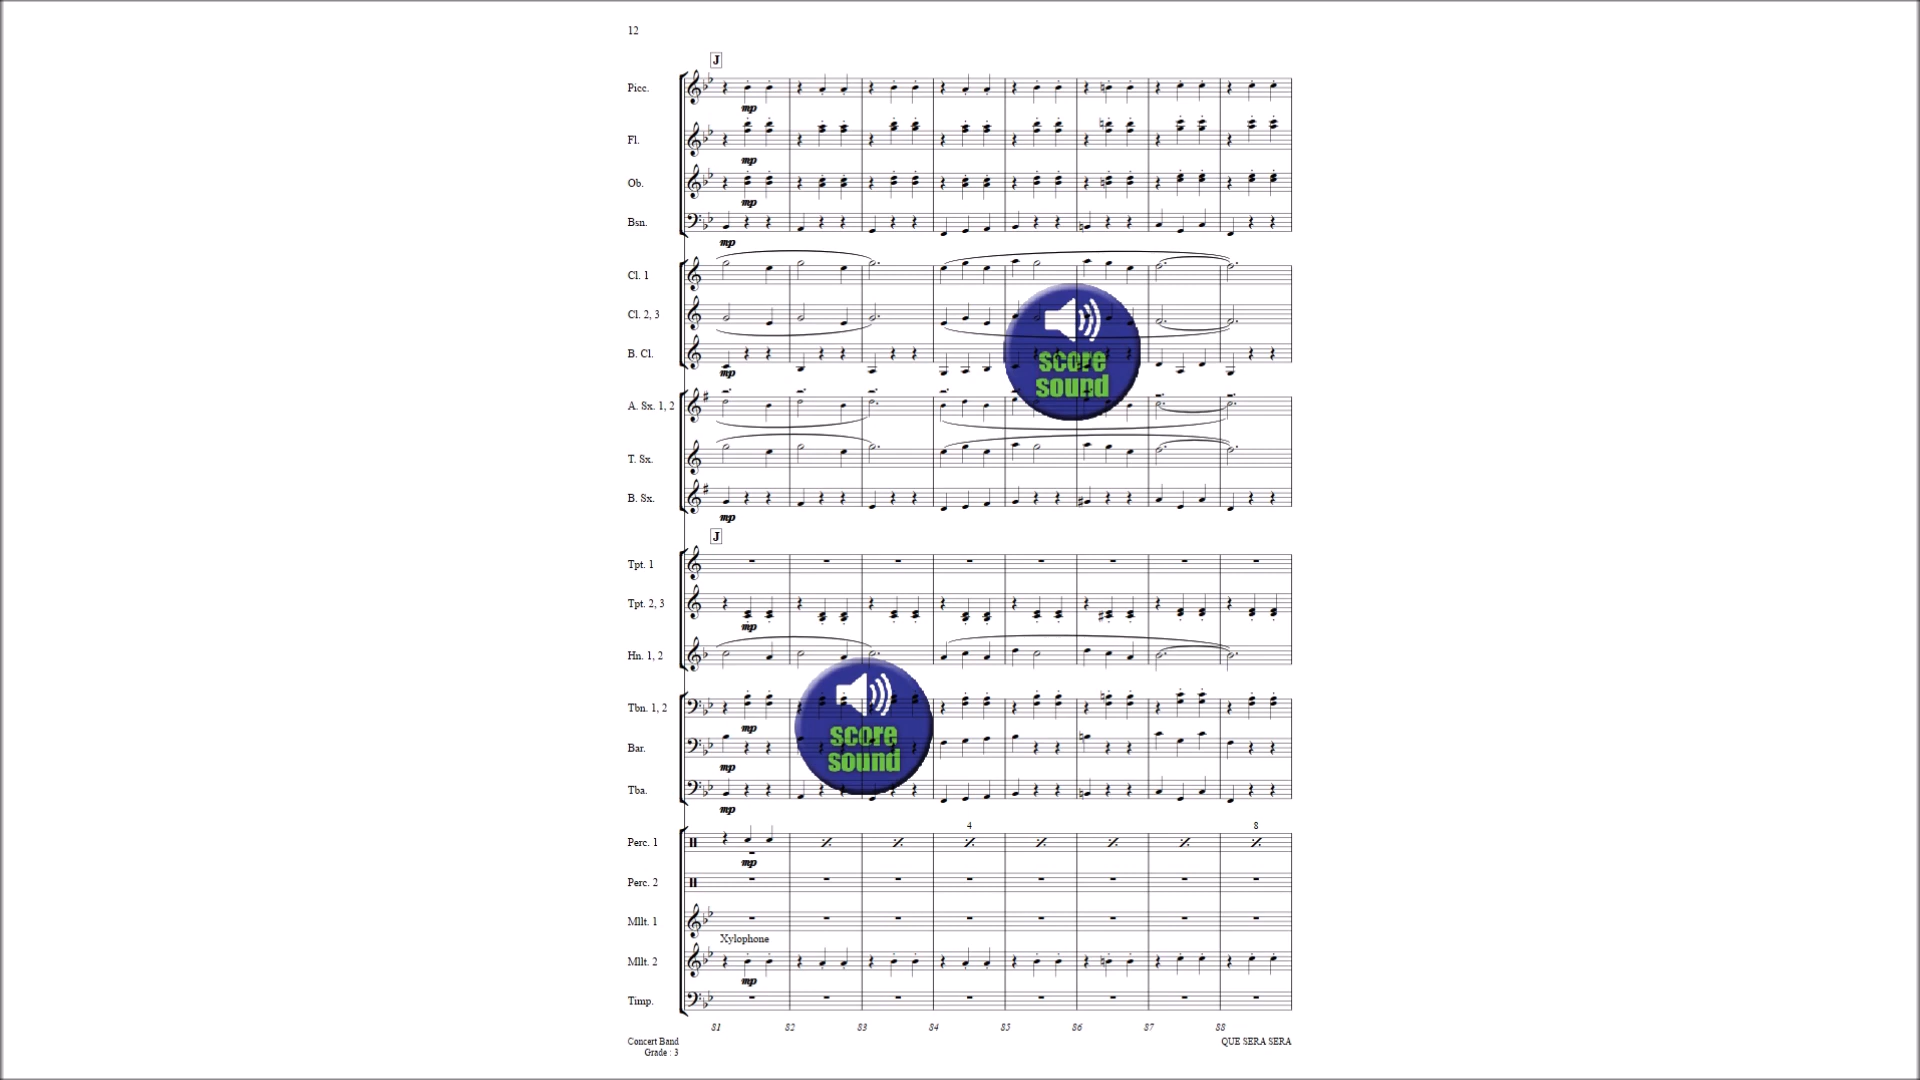 12
J
Picc.
mp
Fl.
mp
Ob.
mp
Bsn.
mp
Cl. 1
Cl. 2, 3
B. Cl.
mp
A. Sx. 1, 2
T. Sx.
B. Sx.
mp
score
sound
J
Tpt. 1
Tpt. 2, 3
mp
Hn. 1, 2
Tbn. 1, 2
mp
Bar.
mp
Tba.
mp
score
sound
4
8
Perc. 1
mp
Perc. 2
Mllt. 1
Xylophone
Mllt. 2
mp
Timp.
81 82 83 84 85 86 87 88
Concert Band
Grade : 3
QUE SERA SERA